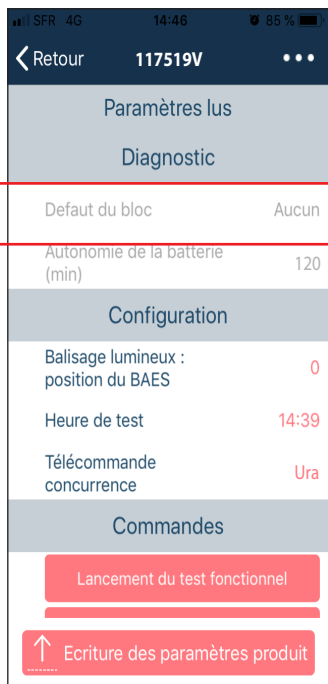 SFR 4G 14:46 85 %
Retour 117519V
Paramètres lus
Diagnostic
Defaut du bloc Aucun
Autonomie de la batterie
(min) 120
Configuration
Balisage lumineux :
position du BAES 0
Heure de test 14:39
Télécommande
concurrence Ura
Commandes
Lancement du test fonctionnel
Ecriture des paramètres produit